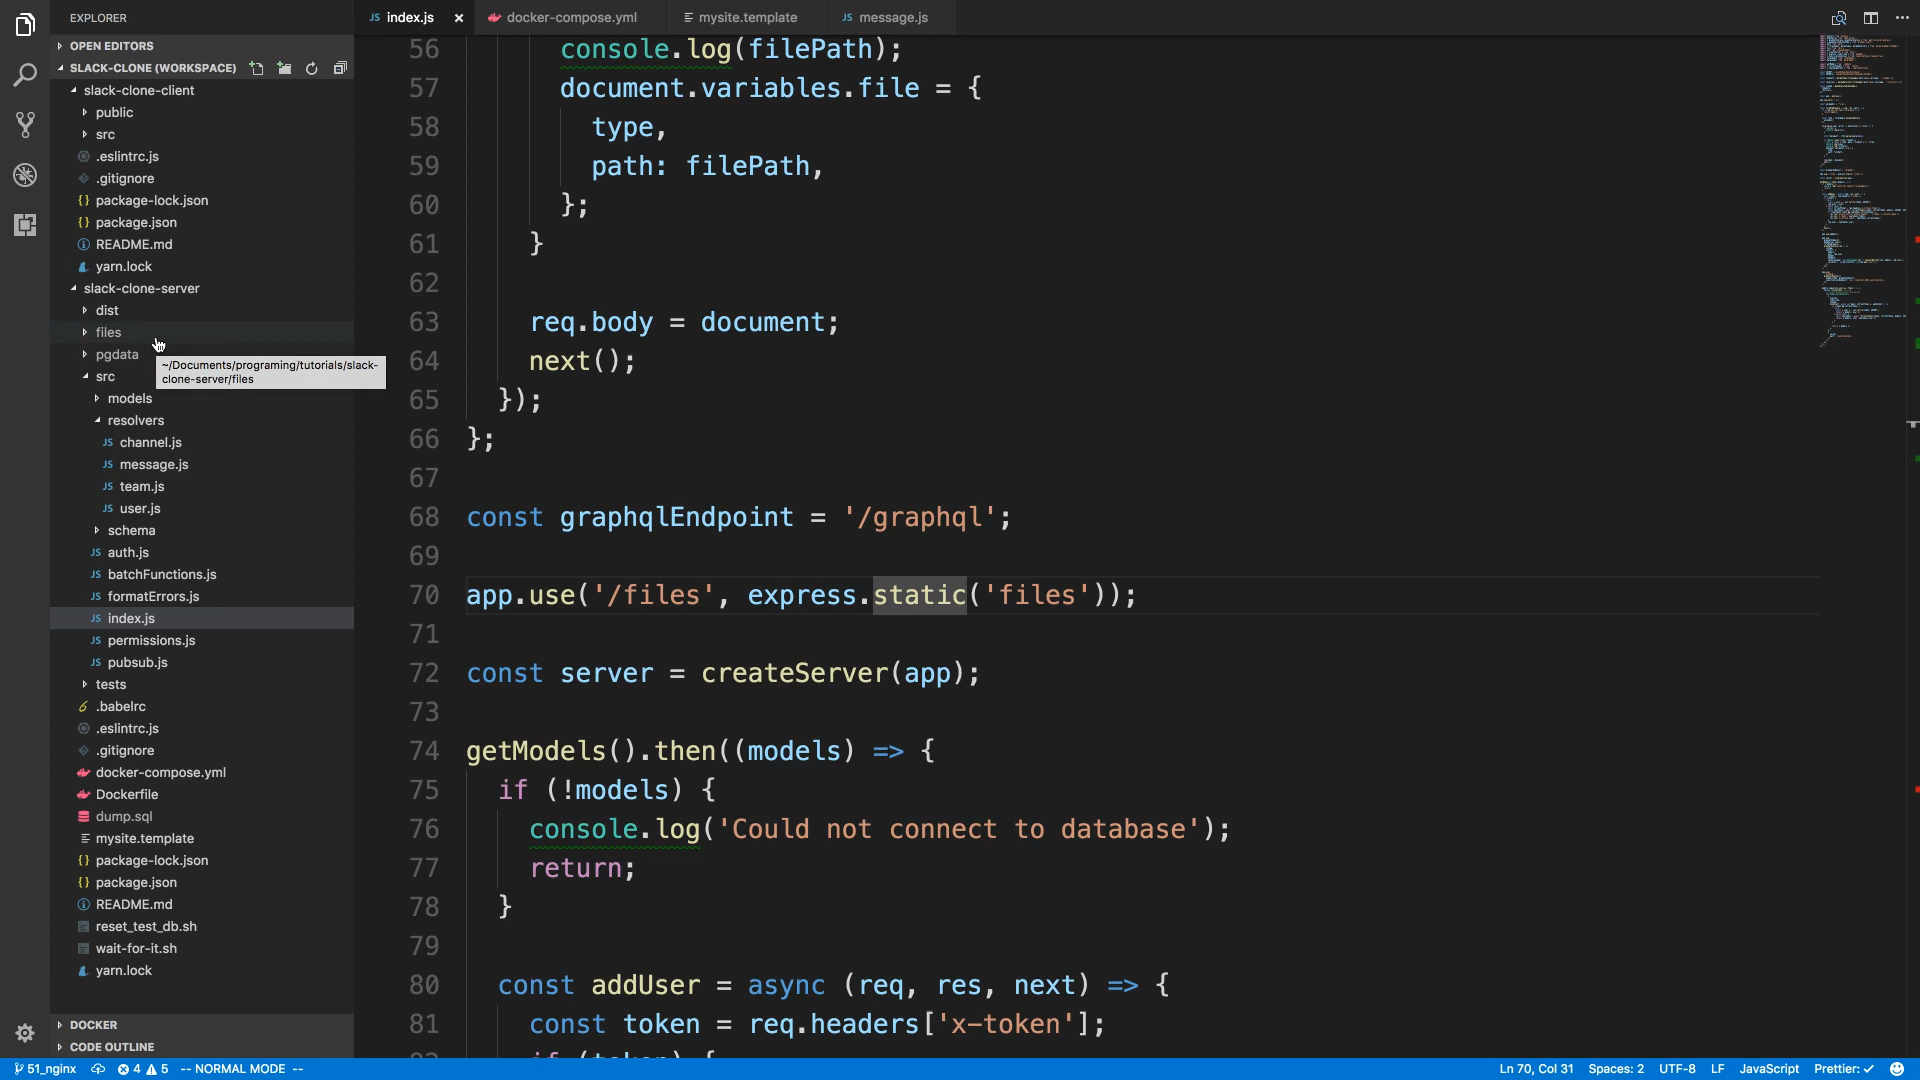 EXPLORER
OPEN EDITORS
SLACK-CLONE (WORKSPACE)
slack-clone-client
public
src
.eslintrc.js
.gitignore
package-lock.json
package.json
README.md
yarn.lock
slack-clone-server
dist
files
pgdata
~/Documents/programing/tutorials/slack-
clone-server/files
src
models
resolvers
channel.js
message.js
team.js
user.js
schema
auth.js
batchFunctions.js
formatErrors.js
index.js
permissions.js
pubsub.js
tests
.babelrc
.eslintrc.js
.gitignore
docker-compose.yml
Dockerfile
dump.sql
mysite.template
package-lock.json
package.json
README.md
reset_test_db.sh
wait-for-it.sh
yarn.lock
DOCKER
CODE OUTLINE
JS index.js × docker-compose.yml mysite.template JS message.js
56 console.log(filePath);
57 document.variables.file = {
58 type,
59 path: filePath,
60 };
61 }
62
63 req.body = document;
64 next();
65 });
66 };
67
68 const graphqlEndpoint = '/graphql';
69
70 app.use('/files', express.static('files'));
71
72 const server = createServer(app);
73
74 getModels().then((models) => {
75 if (!models) {
76 console.log('Could not connect to database');
77 return;
78 }
79
80 const addUser = async (req, res, next) => {
81 const token = req.headers['x-token'];
51_nginx 4 5 -- NORMAL MODE -- Ln 70, Col 31 Spaces: 2 UTF-8 LF JavaScript Prettier: ✓